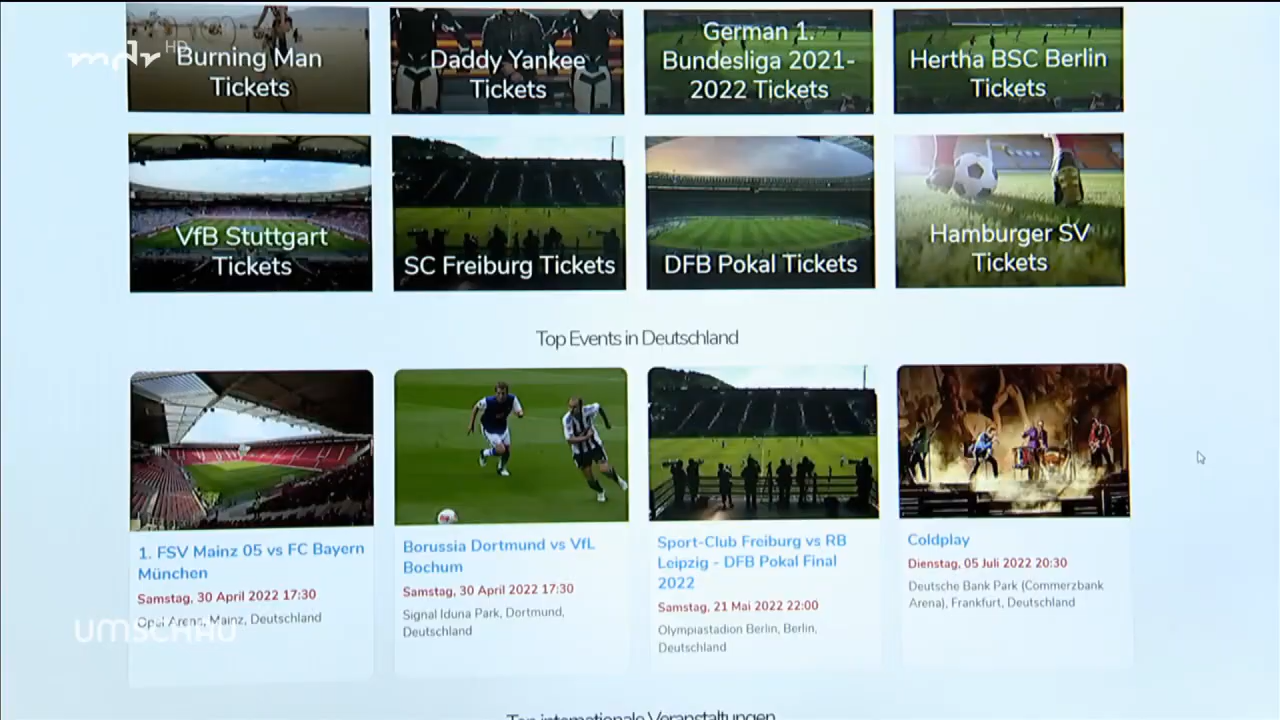 mdr HD
Burning Man
Tickets
Daddy Yankee
Tickets
German 1.
Bundesliga 2021-
2022 Tickets
Hertha BSC Berlin
Tickets
VfB Stuttgart
Tickets
SC Freiburg Tickets
DFB Pokal Tickets
Hamburger SV
Tickets
Top Events in Deutschland
1. FSV Mainz 05 vs FC Bayern
München
Samstag, 30 April 2022 17:30
Opel Arena, Mainz, Deutschland
Borussia Dortmund vs VfL
Bochum
Samstag, 30 April 2022 17:30
Signal Iduna Park, Dortmund,
Deutschland
Sport-Club Freiburg vs RB
Leipzig - DFB Pokal Final
2022
Samstag, 21 Mai 2022 22:00
Olympiastadion Berlin, Berlin,
Deutschland
Coldplay
Dienstag, 05 Juli 2022 20:30
Deutsche Bank Park (Commerzbank
Arena), Frankfurt, Deutschland
UMSCHAU
Top internationale Veranstaltungen